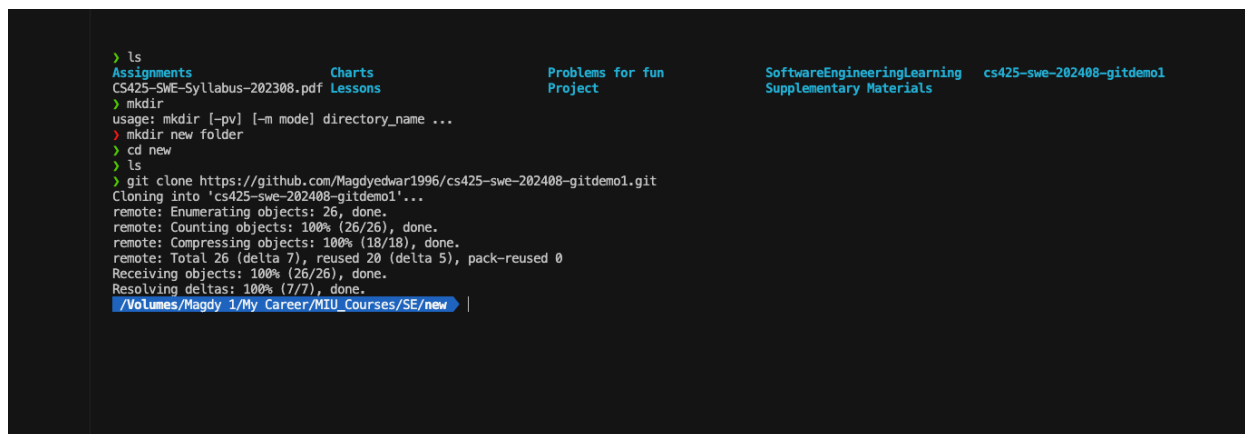 ❯ ls
Assignments Charts Problems for fun SoftwareEngineeringLearning cs425-swe-202408-gitdemo1
CS425-SWE-Syllabus-202308.pdf Lessons Project Supplementary Materials
❯ mkdir
usage: mkdir [-pv] [-m mode] directory_name ...
❯ mkdir new folder
❯ cd new
❯ ls
❯ git clone https://github.com/Magdyedwar1996/cs425-swe-202408-gitdemo1.git
Cloning into 'cs425-swe-202408-gitdemo1'...
remote: Enumerating objects: 26, done.
remote: Counting objects: 100% (26/26), done.
remote: Compressing objects: 100% (18/18), done.
remote: Total 26 (delta 7), reused 20 (delta 5), pack-reused 0
Receiving objects: 100% (26/26), done.
Resolving deltas: 100% (7/7), done.
/Volumes/Magdy 1/My Career/MIU_Courses/SE/new